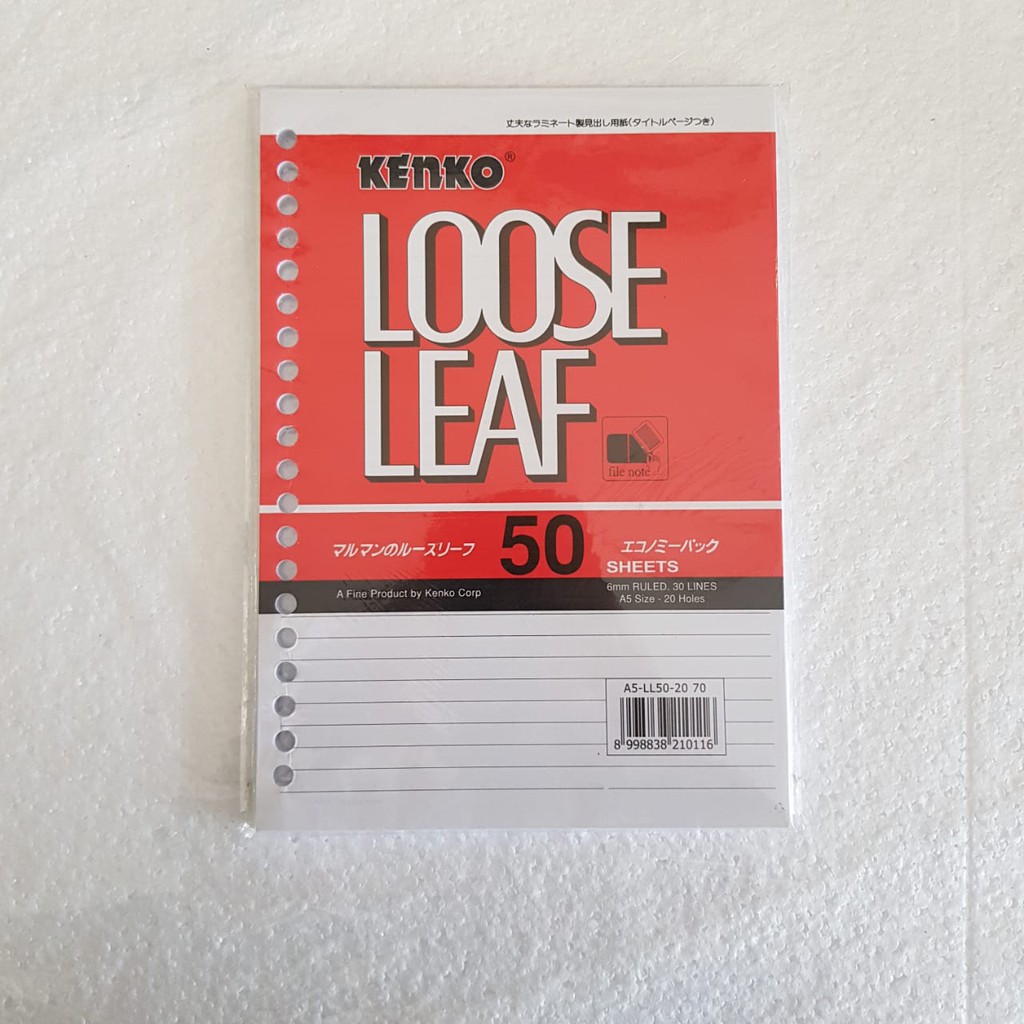 丈夫なラミネート製見出し用紙(タイトルページつき)
KENKO®
LOOSE
LEAF
file note
マルマンのルーズリーフ 50 SHEETS エコノミーパック
A Fine Product by Kenko Corp
6mm RULED. 30 LINES
A5 Size - 20 Holes
A5-LL50-20 70
8 998838 210116